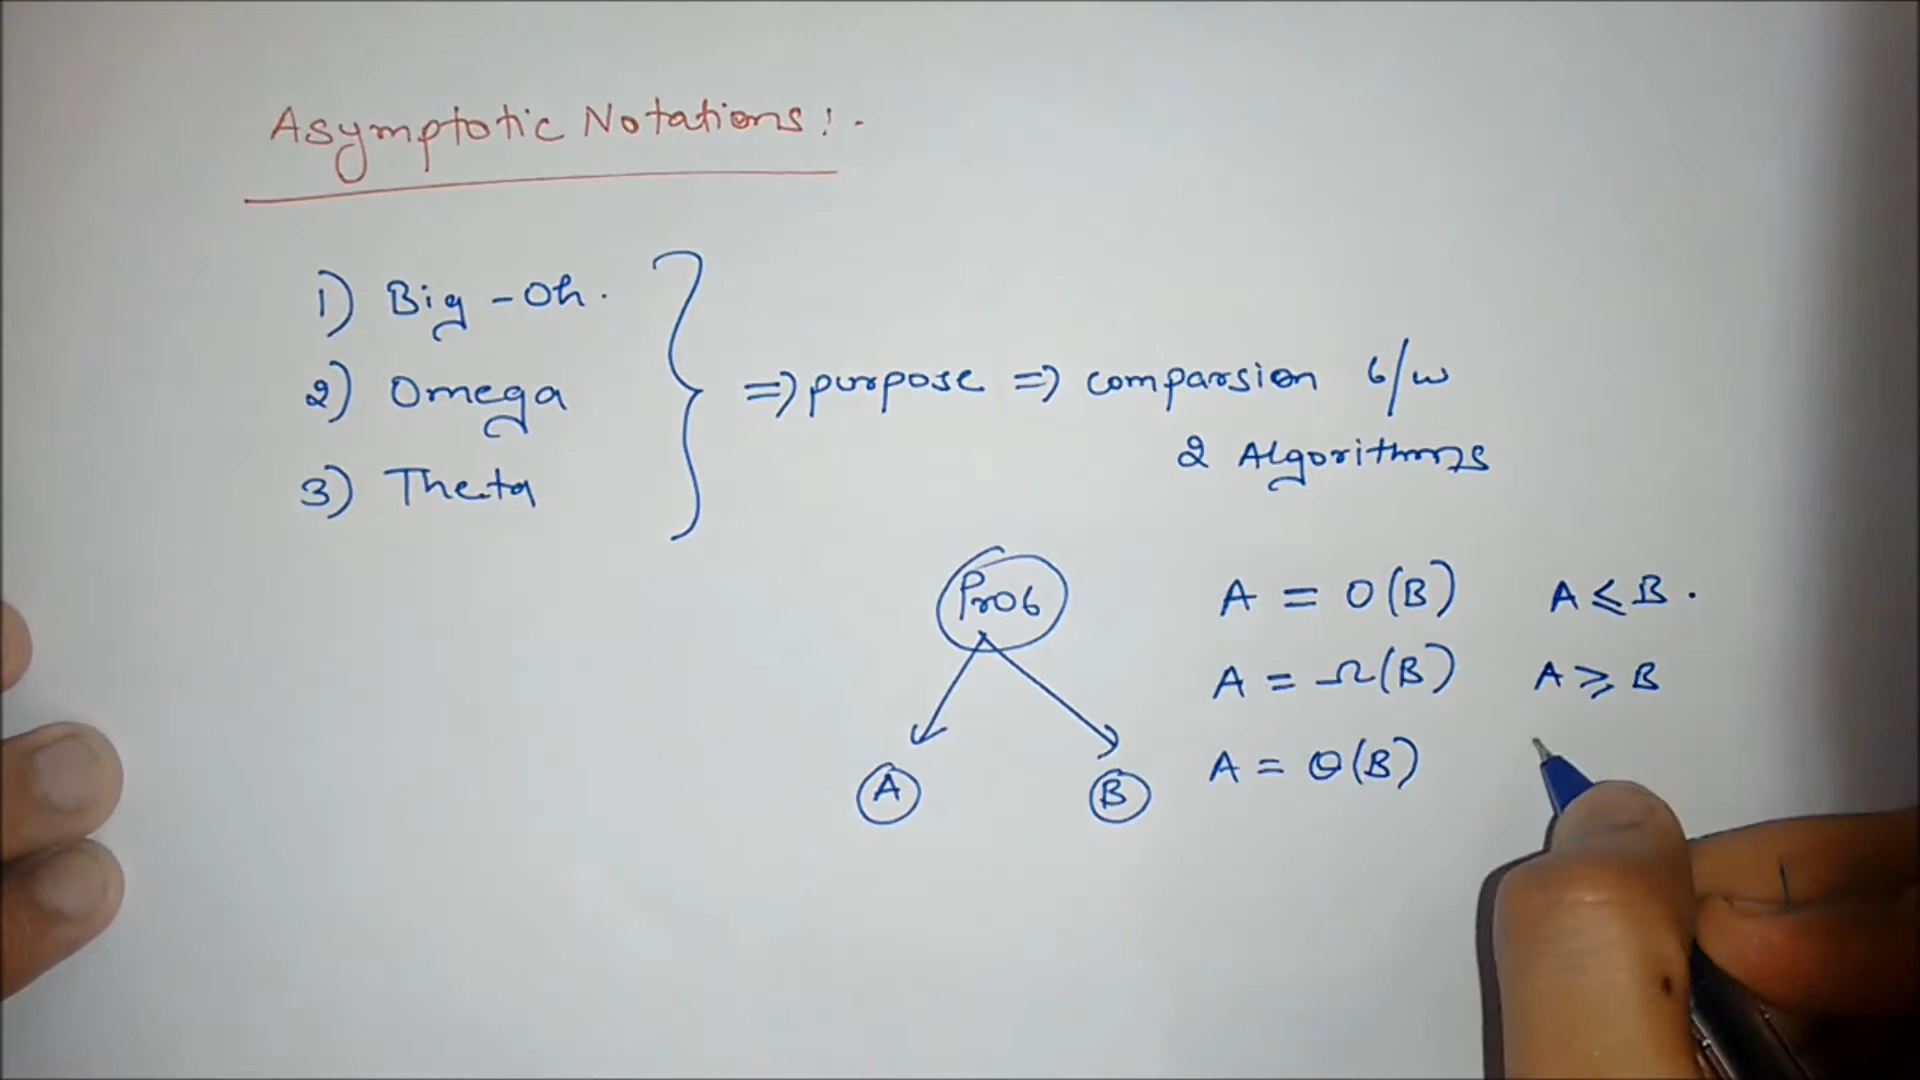 Asymptotic Notations:-
1) Big-Oh.
2) Omega
3) Theta
=> purpose => comparsion b/w
2 Algorithms
Prob
A = O(B) A ≤ B.
A = Ω(B) A ≥ B
A = Θ(B)
A B